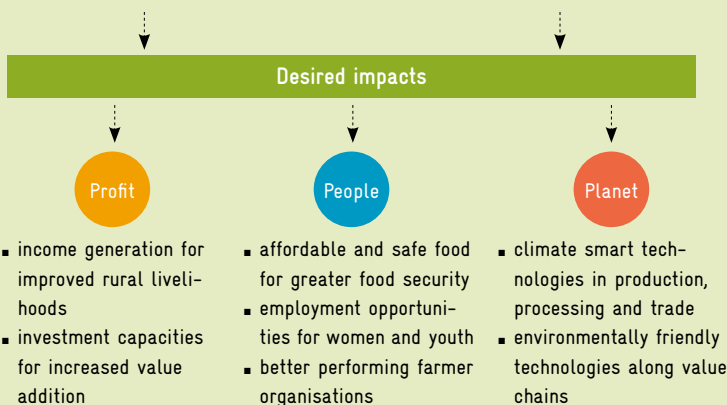 Desired impacts
Profit
People
Planet
▪ income generation for
improved rural liveli-
hoods
▪ investment capacities
for increased value
addition
▪ affordable and safe food
for greater food security
▪ employment opportuni-
ties for women and youth
▪ better performing farmer
organisations
▪ climate smart tech-
nologies in production,
processing and trade
▪ environmentally friendly
technologies along value
chains